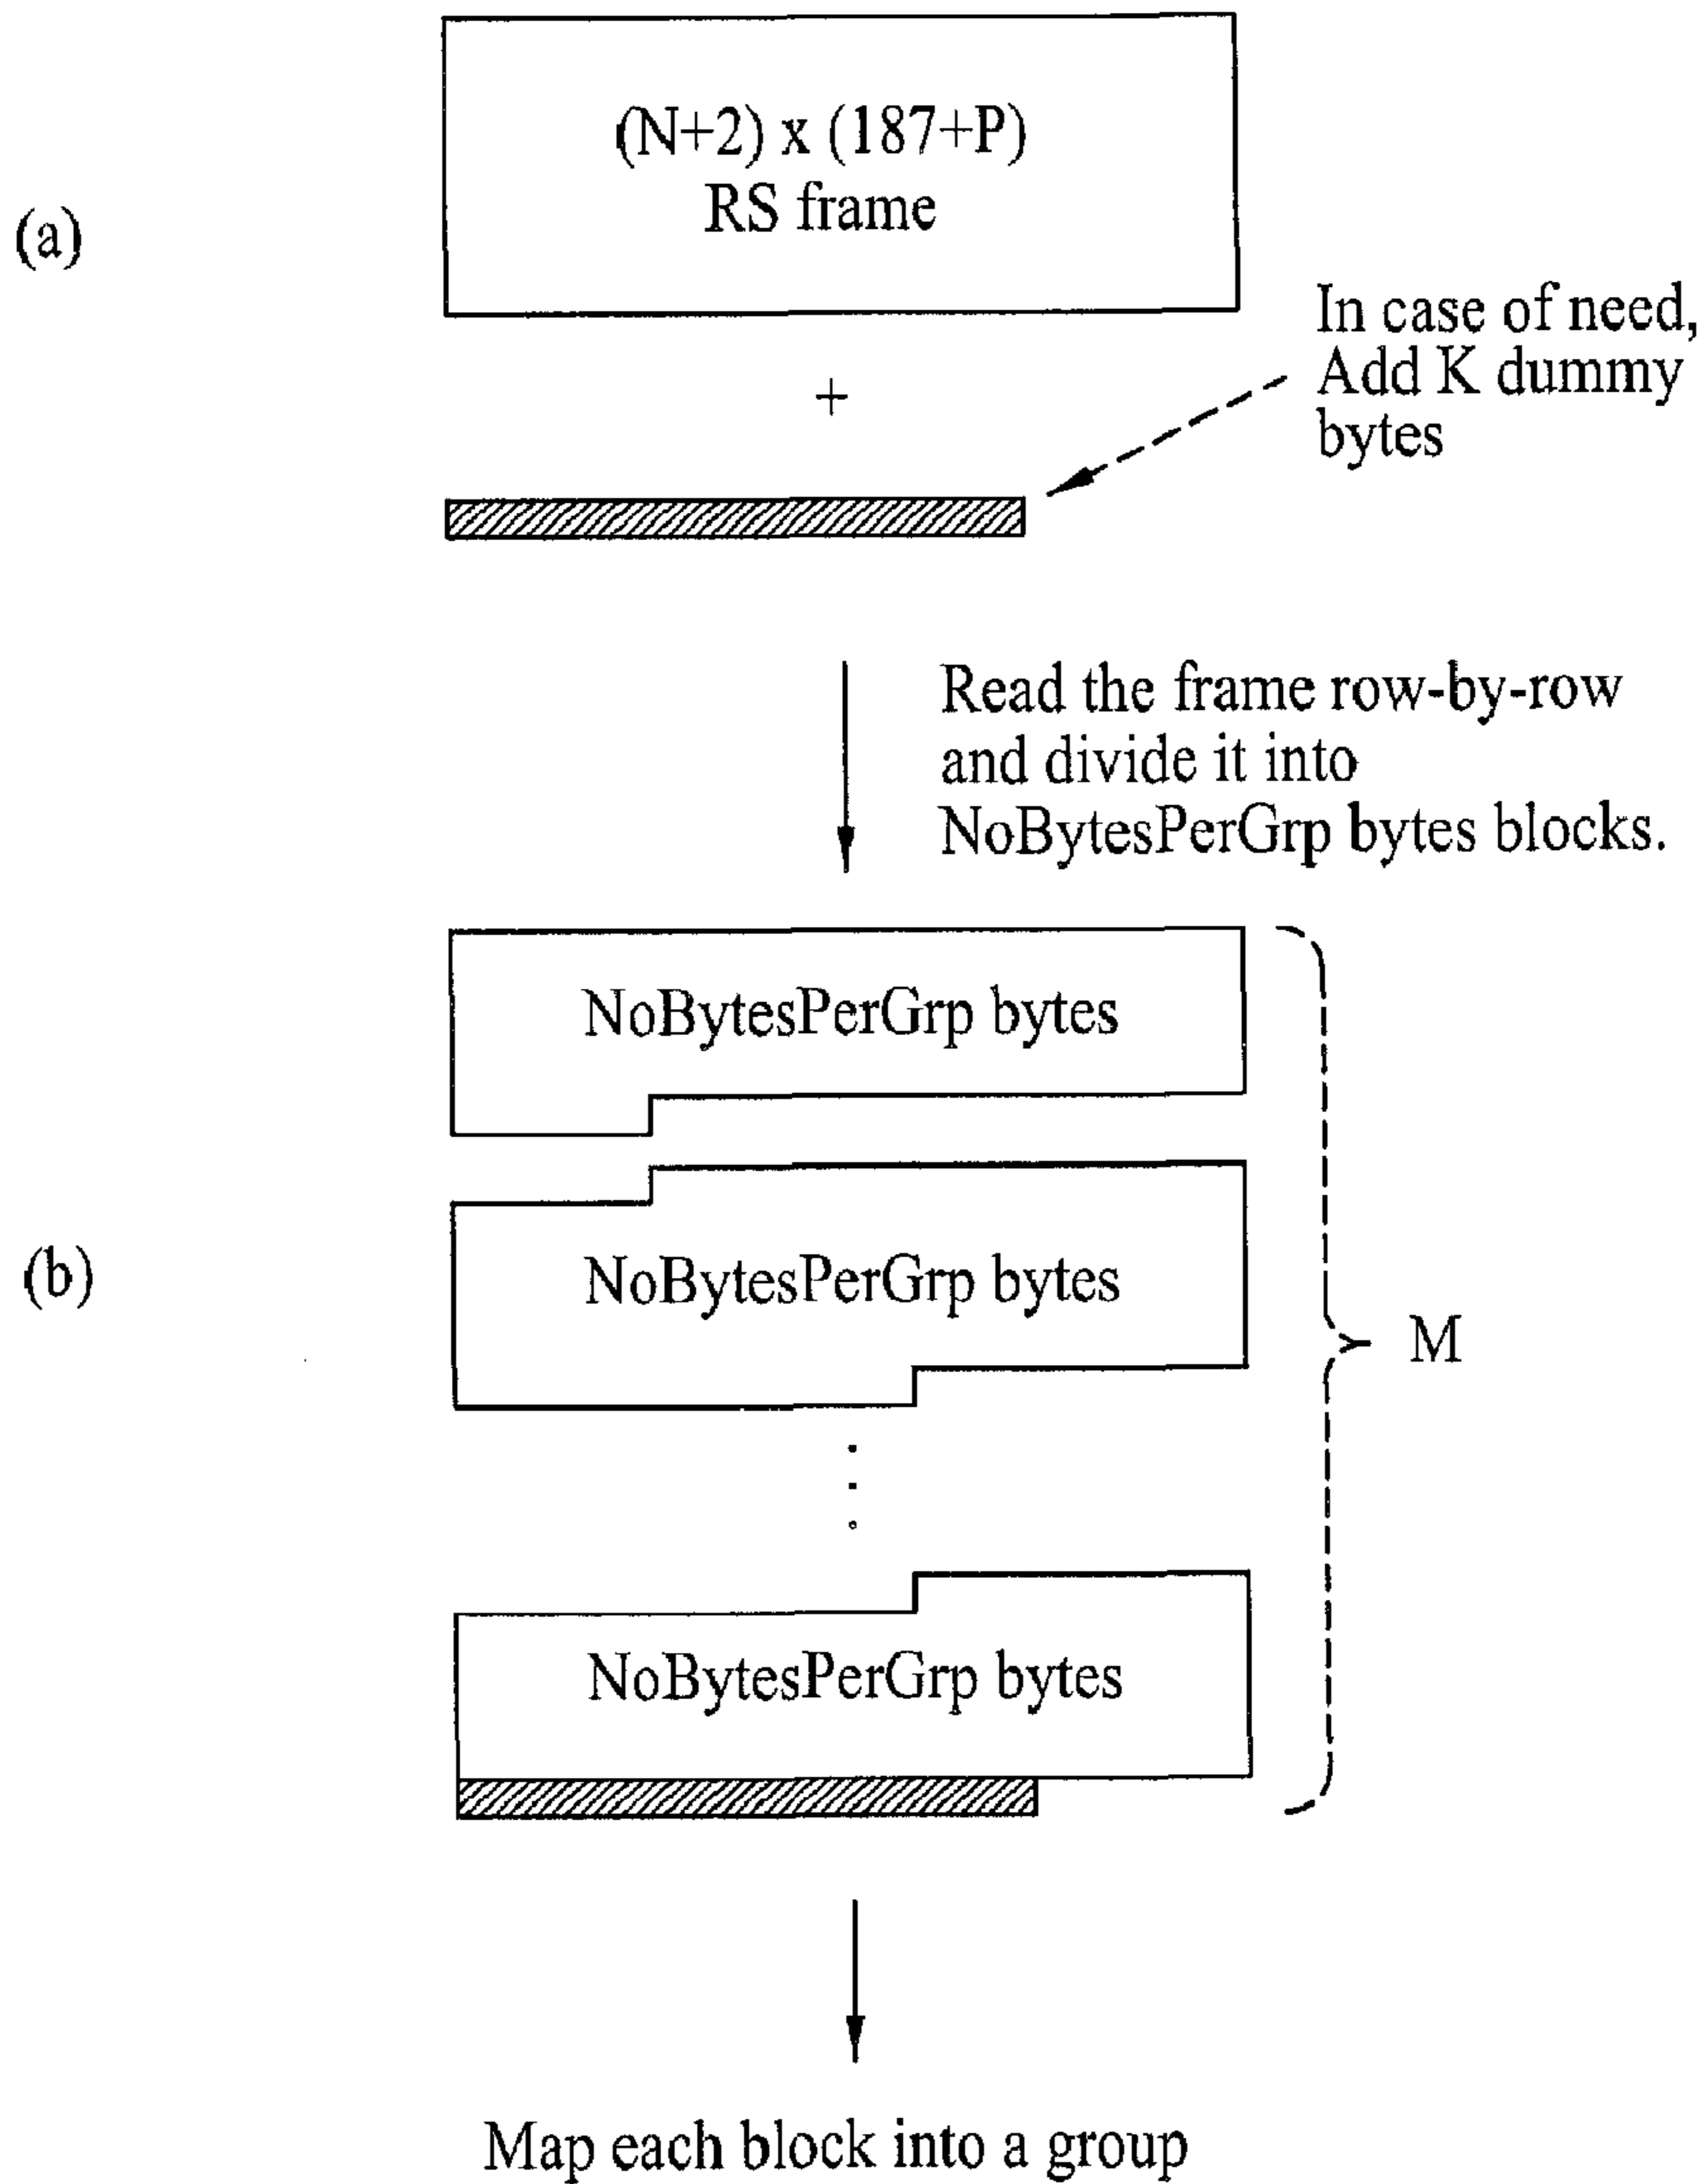 (N+2) x (187+P)
RS frame
(a)
In case of need,
Add K dummy
bytes
+
Read the frame row-by-row
and divide it into
NoBytesPerGrp bytes blocks.
NoBytesPerGrp bytes
(b)
NoBytesPerGrp bytes
M
NoBytesPerGrp bytes
Map each block into a group